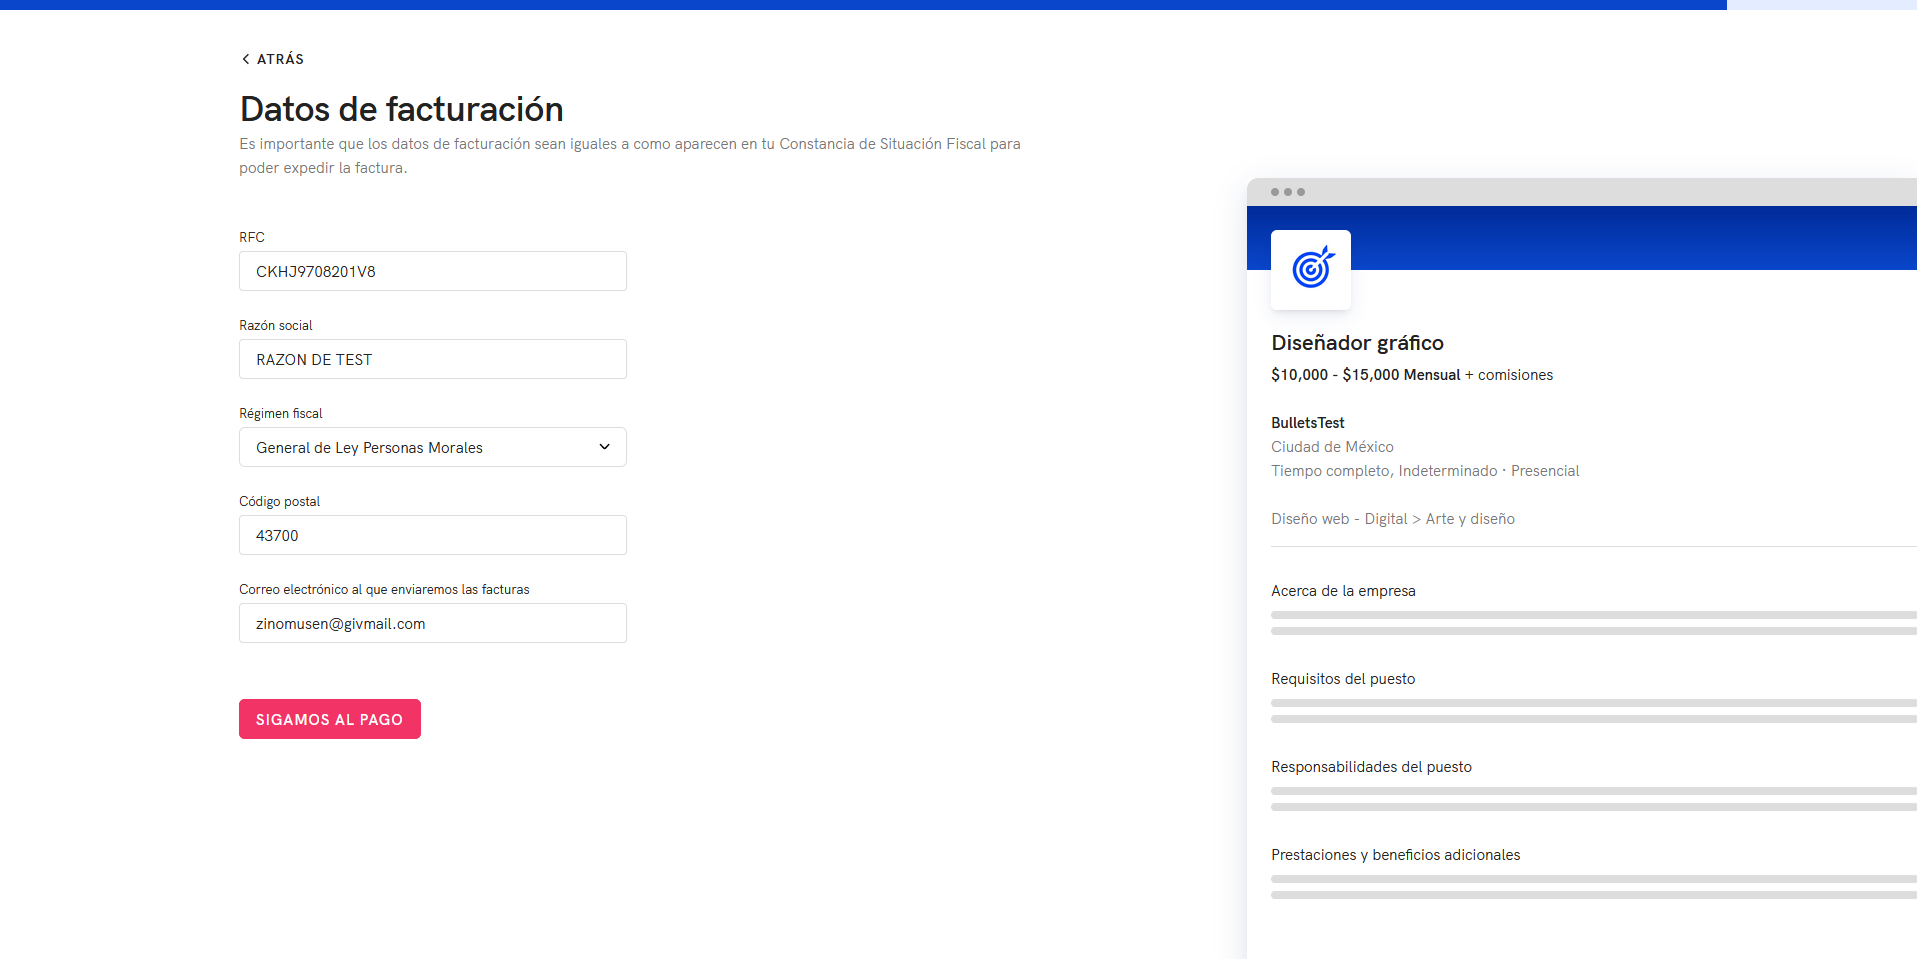 ATRÁS
Datos de facturación
Es importante que los datos de facturación sean iguales a como aparecen en tu Constancia de Situación Fiscal para
poder expedir la factura.
RFC
CKHJ9708201V8
Razón social
RAZON DE TEST
Régimen fiscal
General de Ley Personas Morales
Código postal
43700
Correo electrónico al que enviaremos las facturas
zinomusen@givmail.com
SIGAMOS AL PAGO
Diseñador gráfico
$10,000 - $15,000 Mensual + comisiones
BulletsTest
Ciudad de México
Tiempo completo, Indeterminado · Presencial
Diseño web - Digital > Arte y diseño
Acerca de la empresa
Requisitos del puesto
Responsabilidades del puesto
Prestaciones y beneficios adicionales